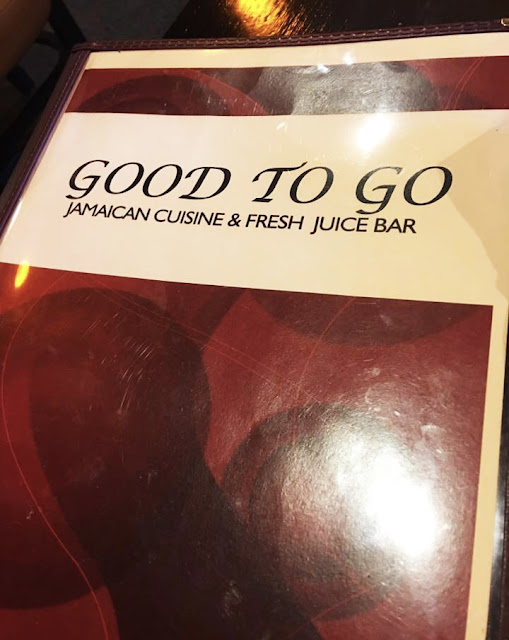 GOOD TO GO
JAMAICAN CUISINE & FRESH JUICE BAR